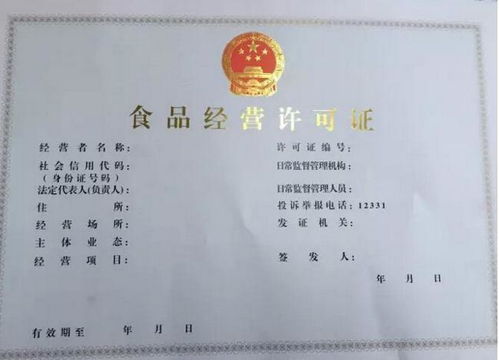 食品经营许可证
经营者名称：
社会信用代码：
（身份证号码）
法定代表人(负责人)：
住所：
经营场所：
主体业态：
经营项目：
有效期至 年 月 日
许可证编号：
日常监督管理机构：
日常监督管理人员：
投诉举报电话：12331
发证机关：
签发人：
年 月 日